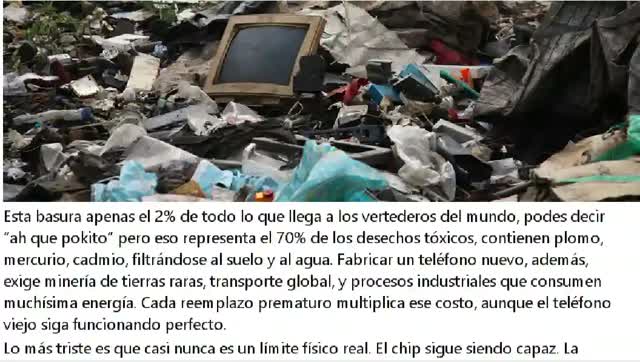 Esta basura apenas el 2% de todo lo que llega a los vertederos del mundo, podes decir
“ah que pokito” pero eso representa el 70% de los desechos tóxicos, contienen plomo,
mercurio, cadmio, filtrándose al suelo y al agua. Fabricar un teléfono nuevo, además,
exige minería de tierras raras, transporte global, y procesos industriales que consumen
muchísima energía. Cada reemplazo prematuro multiplica ese costo, aunque el teléfono
viejo siga funcionando perfecto.
Lo más triste es que casi nunca es un límite físico real. El chip sigue siendo capaz. La